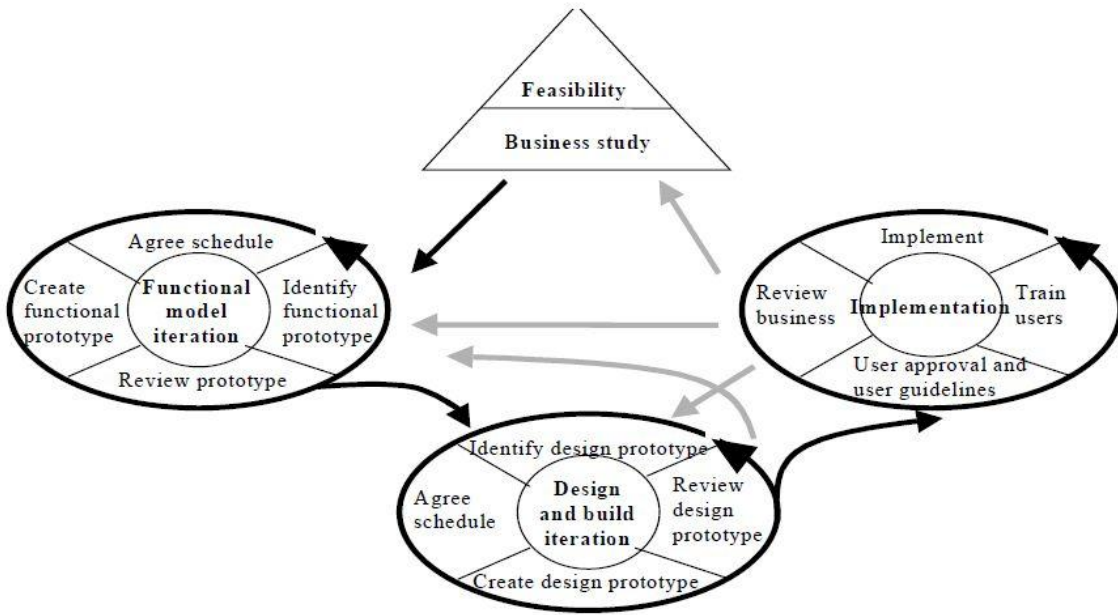 Feasibility
Business study
Agree schedule
Create
functional
prototype
Functional
model
iteration
Identify
functional
prototype
Review prototype
Implement
Review
business
Implementation
Train
users
User approval and
user guidelines
Identify design prototype
Agree
schedule
Design
and build
iteration
Review
design
prototype
Create design prototype